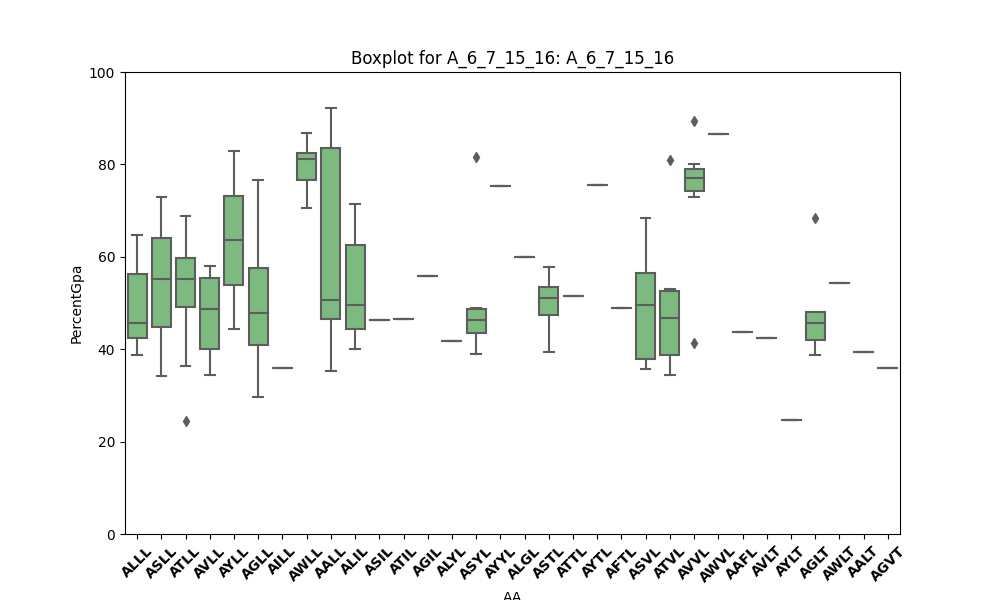 Boxplot for A_6_7_15_16: A_6_7_15_16
100
80
60
40
20
0
PercentGpa
ALLL ASLL ATLL AVLL AYLL AGLL AILL AWLL AALL ALIL ASIL ATIL AGIL ALYL ASYL AYYL ALGL ASTL ATTL AYTL AFTL ASVL ATVL AVVL AWVL AAFL AVLT AYLT AGLT AWLT AALT AGVT
AA